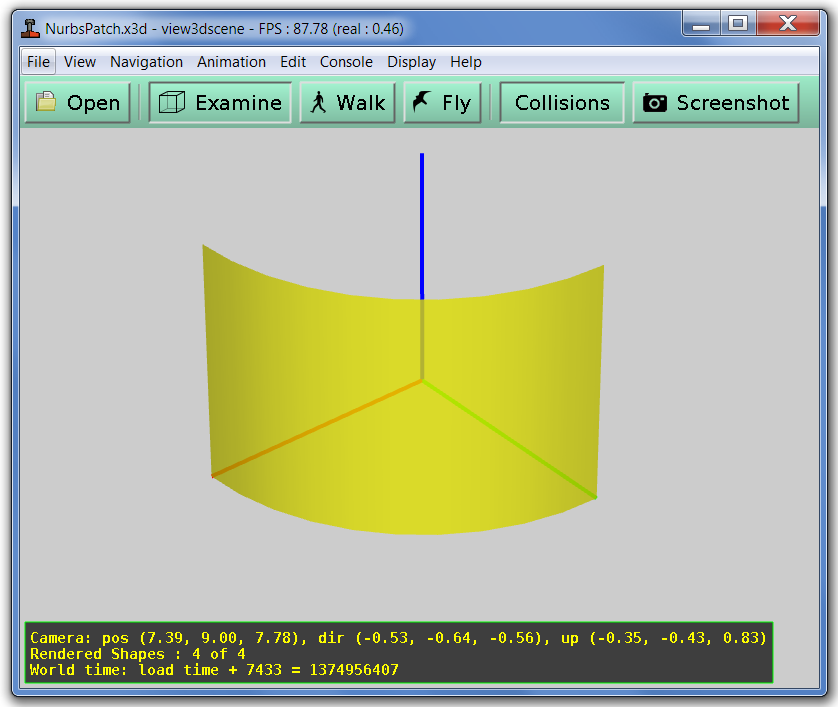 NurbsPatch.x3d - view3dscene - FPS : 87.78 (real : 0.46)
File View Navigation Animation Edit Console Display Help
Open Examine Walk Fly Collisions Screenshot
Camera: pos (7.39, 9.00, 7.78), dir (-0.53, -0.64, -0.56), up (-0.35, -0.43, 0.83)
Rendered Shapes : 4 of 4
World time: load time + 7433 = 1374956407